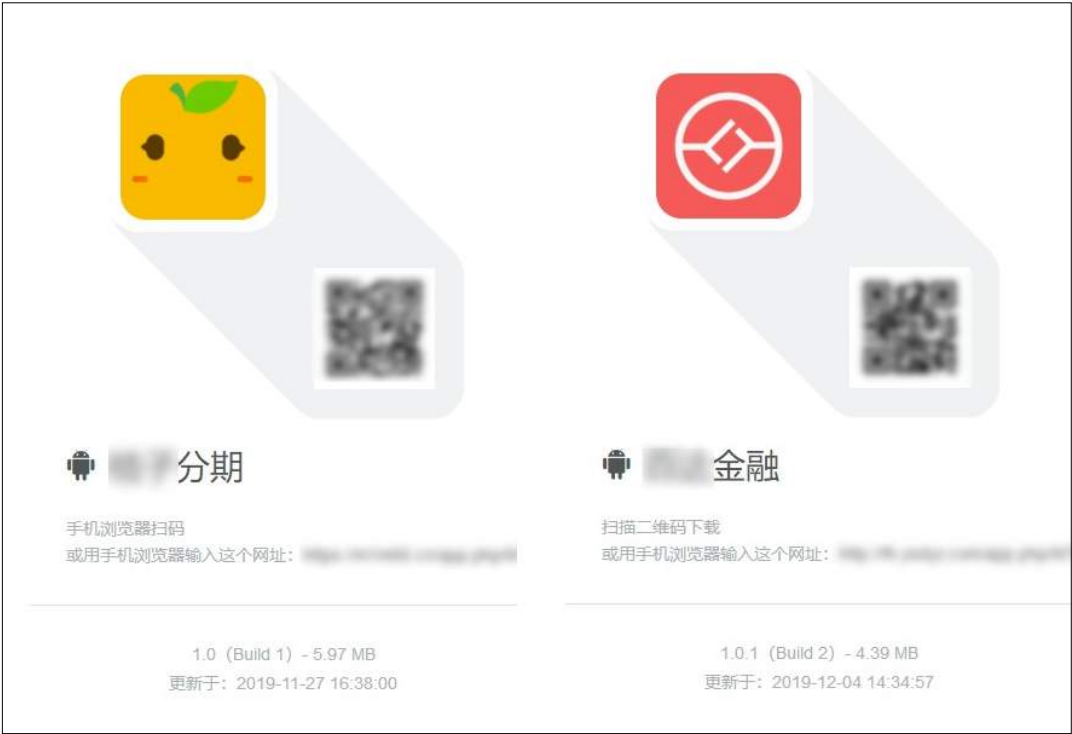 分期
手机浏览器扫码
或用手机浏览器输入这个网址：
1.0（Build 1）- 5.97 MB
更新于：2019-11-27 16:38:00
金融
扫描二维码下载
或用手机浏览器输入这个网址：
1.0.1（Build 2）- 4.39 MB
更新于：2019-12-04 14:34:57